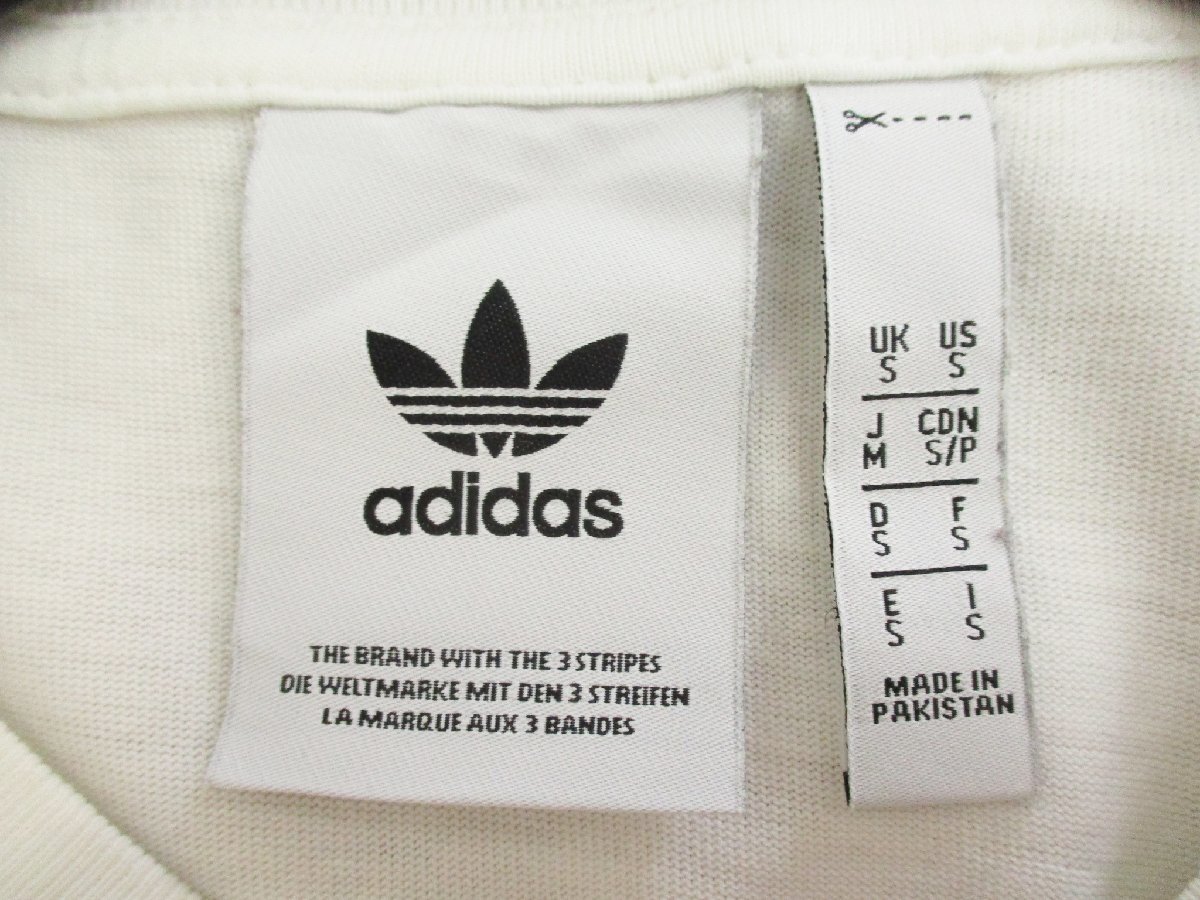 adidas
THE BRAND WITH THE 3 STRIPES
DIE WELTMARKE MIT DEN 3 STREIFEN
LA MARQUE AUX 3 BANDES
UK US
S S
J CDN
M S/P
D F
S S
E I
S S
MADE IN
PAKISTAN